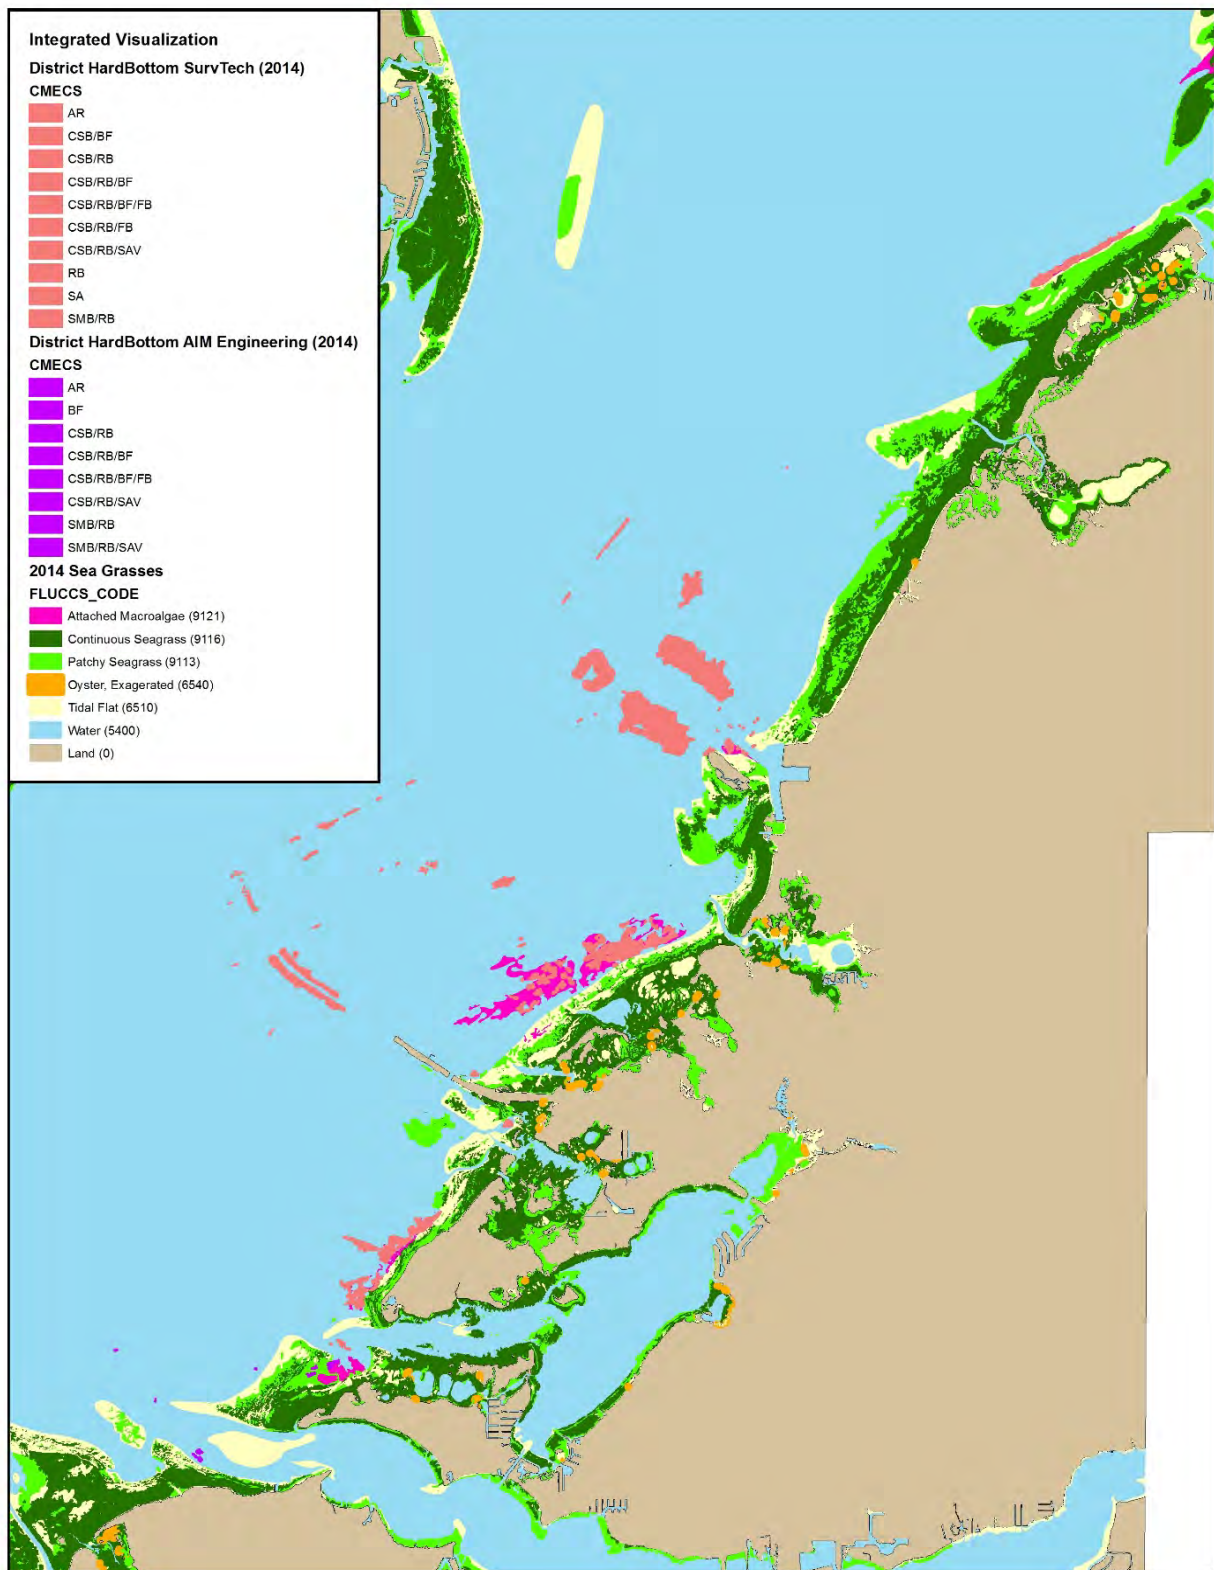 Integrated Visualization
District HardBottom SurvTech (2014)
CMECS
AR
CSB/BF
CSB/RB
CSB/RB/BF
CSB/RB/BF/FB
CSB/RB/FB
CSB/RB/SAV
RB
SA
SMB/RB
District HardBottom AIM Engineering (2014)
CMECS
AR
BF
CSB/RB
CSB/RB/BF
CSB/RB/BF/FB
CSB/RB/SAV
SMB/RB
SMB/RB/SAV
2014 Sea Grasses
FLUCCS_CODE
Attached Macroalgae (9121)
Continuous Seagrass (9116)
Patchy Seagrass (9113)
Oyster, Exagerated (6540)
Tidal Flat (6510)
Water (5400)
Land (0)